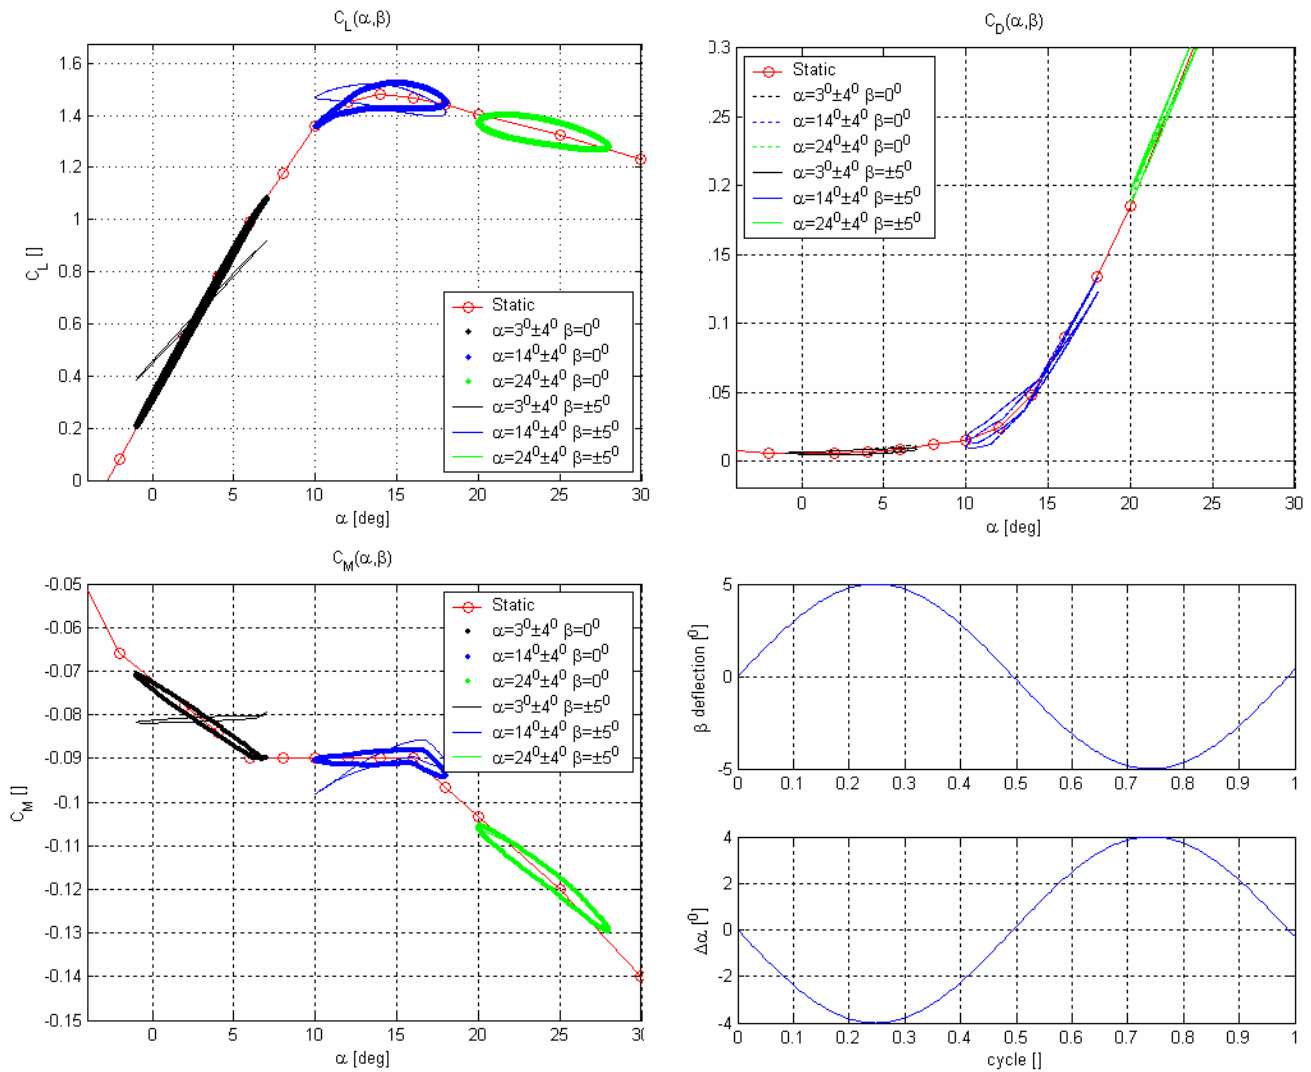 C_L(α,β)
1.6
1.4
1.2
1
0.8
0.6
0.4
0.2
0
C_L []
0 5 10 15 20 25 30
α [deg]
Static
α=3⁰±4⁰ β=0⁰
α=14⁰±4⁰ β=0⁰
α=24⁰±4⁰ β=0⁰
α=3⁰±4⁰ β=±5⁰
α=14⁰±4⁰ β=±5⁰
α=24⁰±4⁰ β=±5⁰
C_D(α,β)
0.3
.25
0.2
.15
0.1
.05
0
0 5 10 15 20 25 30
α [deg]
Static
α=3⁰±4⁰ β=0⁰
α=14⁰±4⁰ β=0⁰
α=24⁰±4⁰ β=0⁰
α=3⁰±4⁰ β=±5⁰
α=14⁰±4⁰ β=±5⁰
α=24⁰±4⁰ β=±5⁰
C_M(α,β)
-0.05
-0.06
-0.07
-0.08
-0.09
-0.1
-0.11
-0.12
-0.13
-0.14
-0.15
C_M []
0 5 10 15 20 25 30
α [deg]
Static
α=3⁰±4⁰ β=0⁰
α=14⁰±4⁰ β=0⁰
α=24⁰±4⁰ β=0⁰
α=3⁰±4⁰ β=±5⁰
α=14⁰±4⁰ β=±5⁰
α=24⁰±4⁰ β=±5⁰
5
0
-5
β deflection [⁰]
0 0.1 0.2 0.3 0.4 0.5 0.6 0.7 0.8 0.9 1
4
2
0
-2
-4
Δα [⁰]
0 0.1 0.2 0.3 0.4 0.5 0.6 0.7 0.8 0.9 1
cycle []